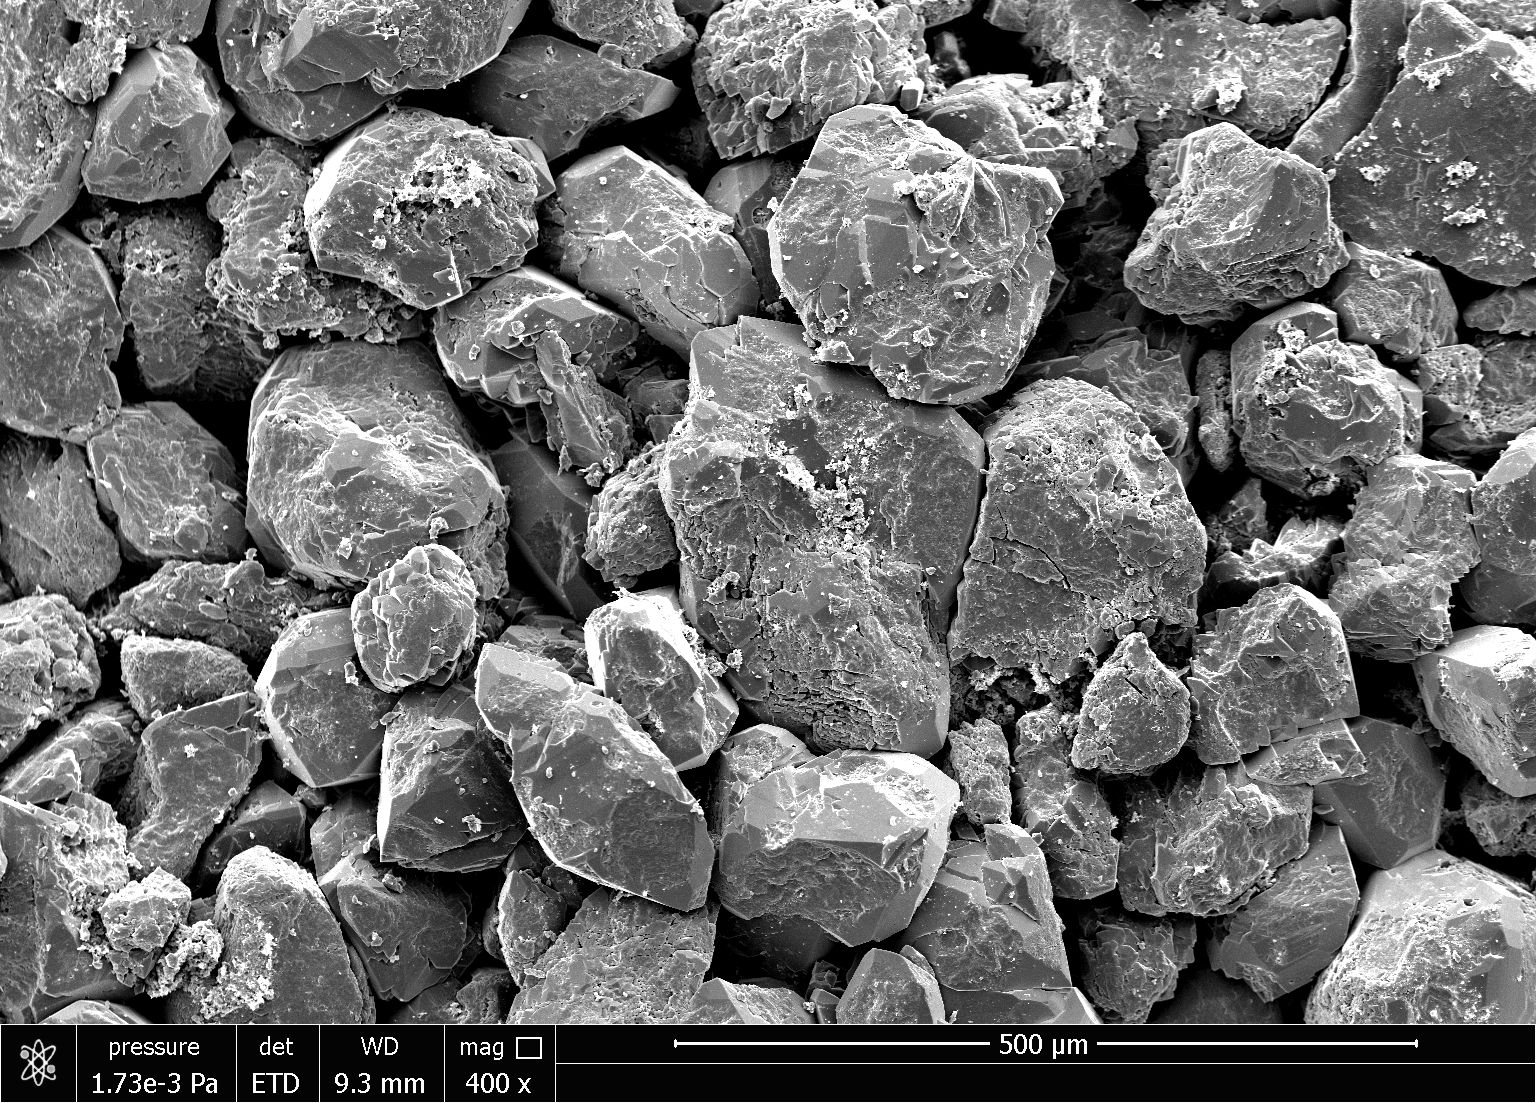 pressure det WD mag 500 µm
1.73e-3 Pa ETD 9.3 mm 400 x